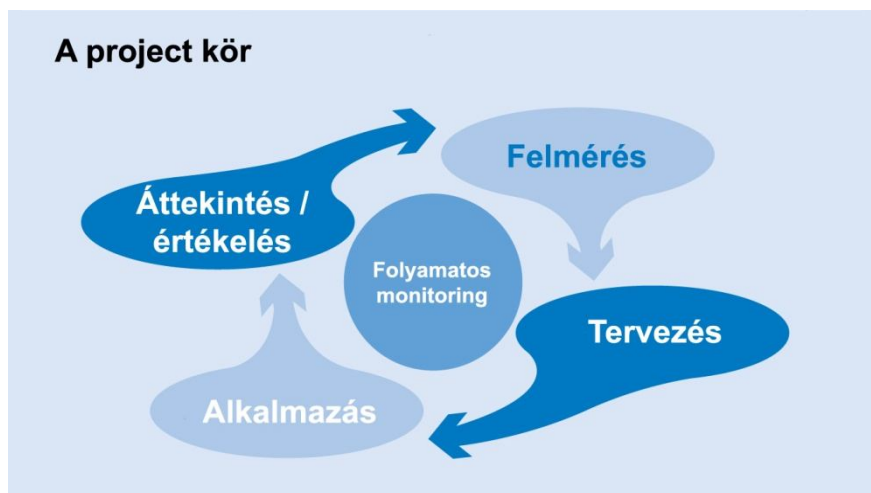 A project kör
Felmérés
Áttekintés /
értékelés
Folyamatos
monitoring
Tervezés
Alkalmazás